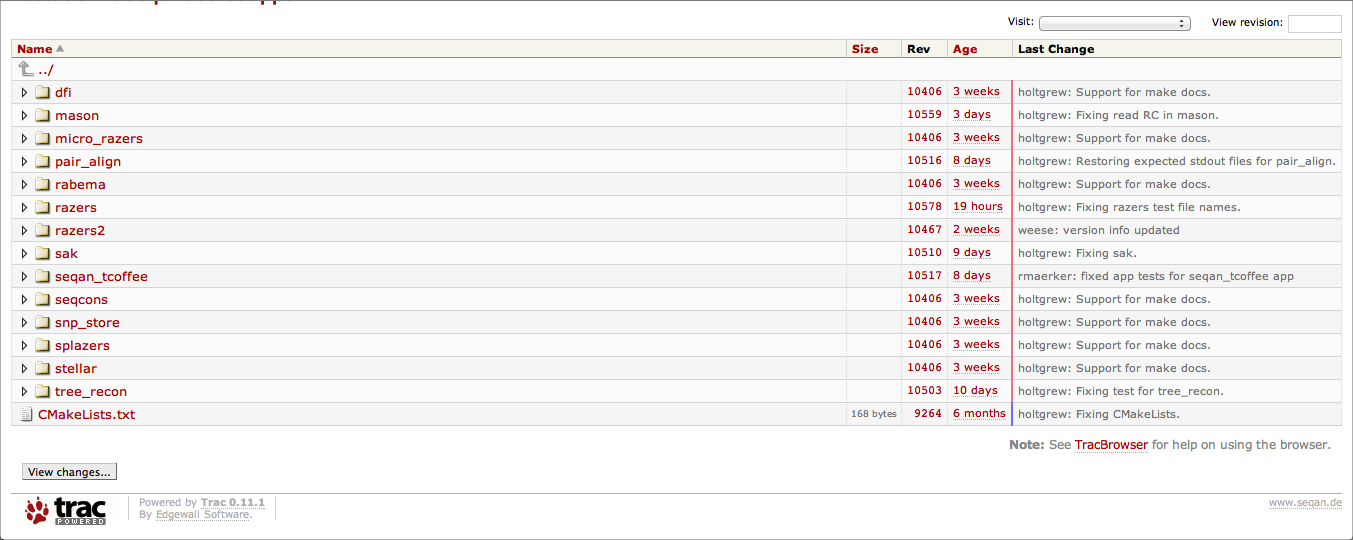 Visit: View revision:
Name Size Rev Age Last Change
../
dfi 10406 3 weeks holtgrew: Support for make docs.
mason 10559 3 days holtgrew: Fixing read RC in mason.
micro_razers 10406 3 weeks holtgrew: Support for make docs.
pair_align 10516 8 days holtgrew: Restoring expected stdout files for pair_align.
rabema 10406 3 weeks holtgrew: Support for make docs.
razers 10578 19 hours holtgrew: Fixing razers test file names.
razers2 10467 2 weeks weese: version info updated
sak 10510 9 days holtgrew: Fixing sak.
seqan_tcoffee 10517 8 days rmaerker: fixed app tests for seqan_tcoffee app
seqcons 10406 3 weeks holtgrew: Support for make docs.
snp_store 10406 3 weeks holtgrew: Support for make docs.
splazers 10406 3 weeks holtgrew: Support for make docs.
stellar 10406 3 weeks holtgrew: Support for make docs.
tree_recon 10503 10 days holtgrew: Fixing test for tree_recon.
CMakeLists.txt 168 bytes 9264 6 months holtgrew: Fixing CMakeLists.
Note: See TracBrowser for help on using the browser.
View changes...
trac POWERED
Powered by Trac 0.11.1
By Edgewall Software.
www.seqan.de